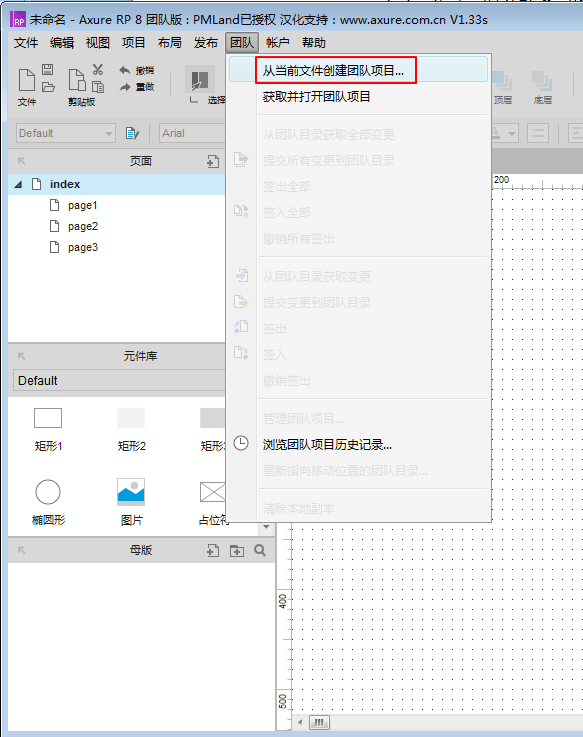 未命名 - Axure RP 8 团队版 : PMLand已授权 汉化支持 : www.axure.com.cn V1.33s
文件 编辑 视图 项目 布局 发布 团队 帐户 帮助
撤销
重做
文件 剪贴板 选择 顶层 底层
Default Arial
页面
index
page1
page2
page3
元件库
Default
矩形1 矩形2
椭圆形 图片
母版
从当前文件创建团队项目...
获取并打开团队项目
从团队目录获取全部变更
提交所有变更到团队目录
签出全部
签入全部
撤销所有签出
从团队目录获取变更
提交变更到团队目录
签出
签入
撤销签出
管理团队项目...
浏览团队项目历史记录...
重新指向移动位置的团队目录...
清除本地副本
200
400
500